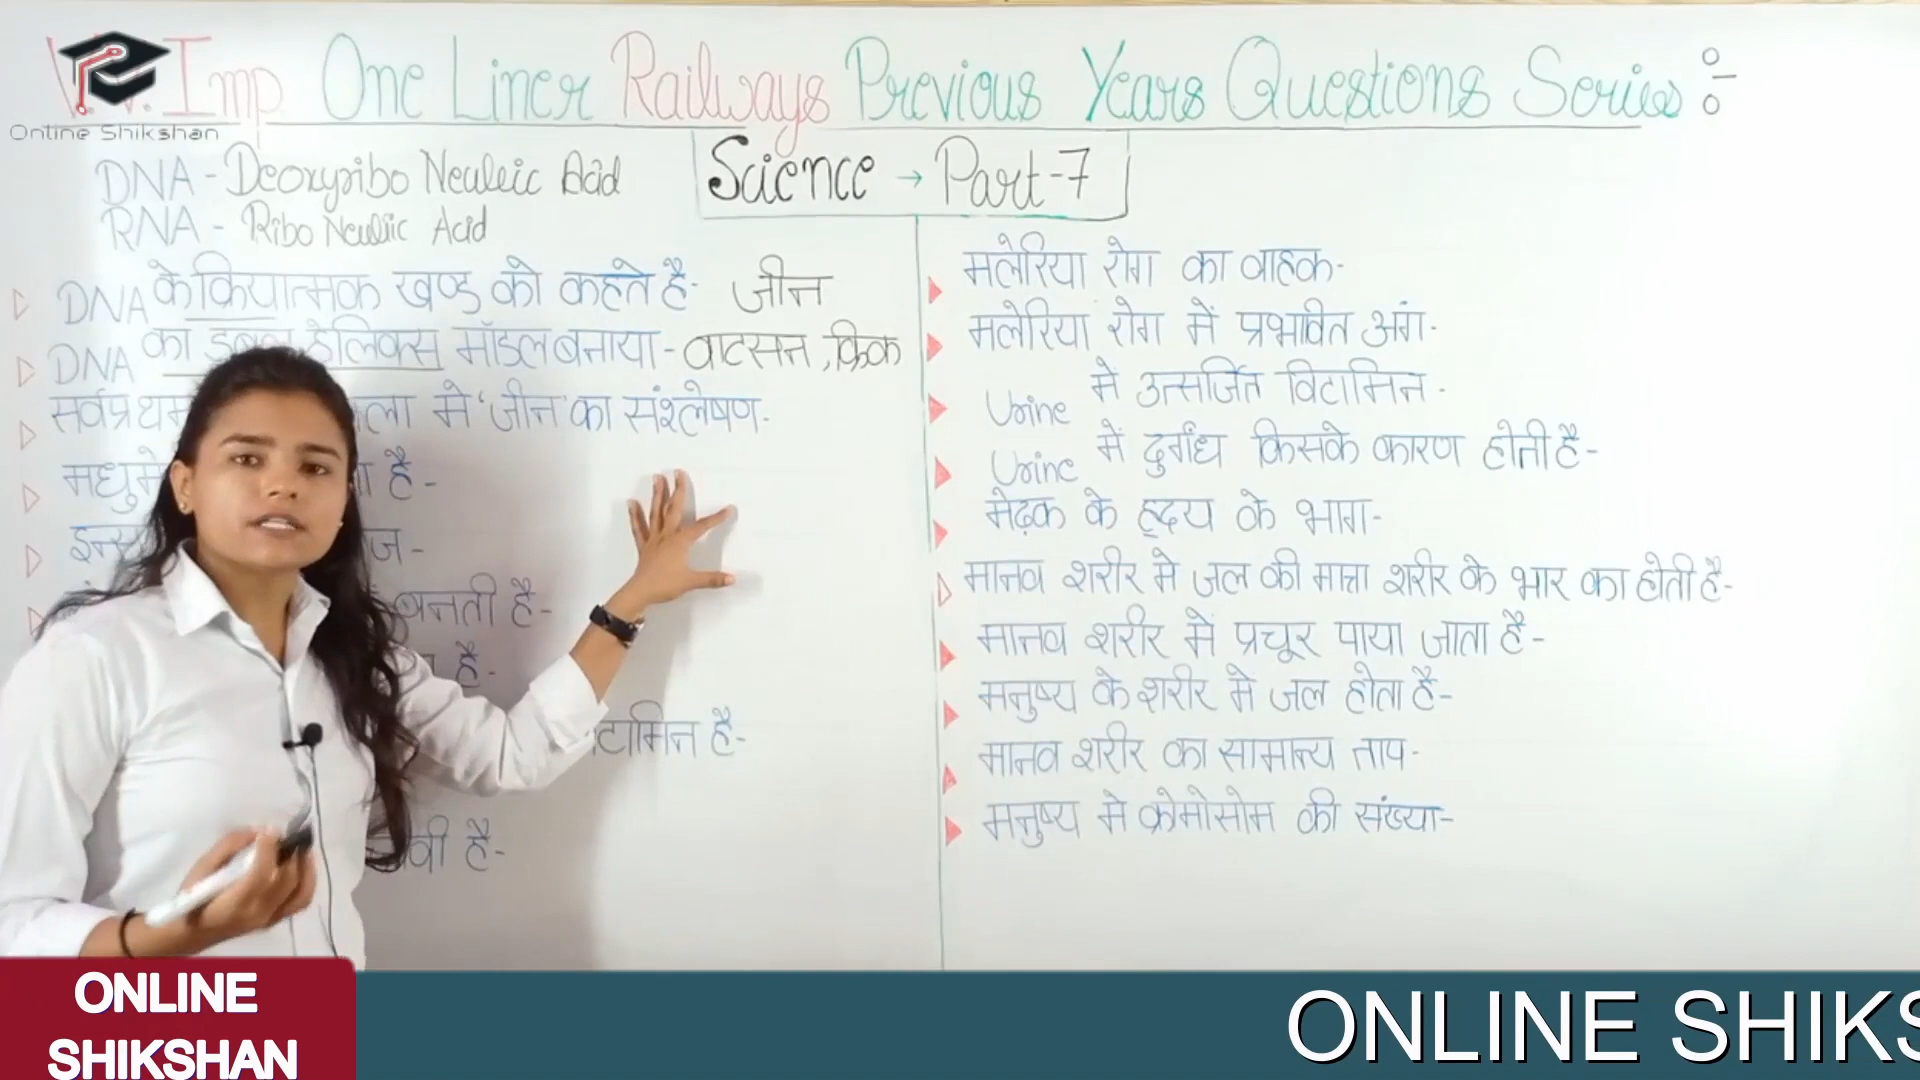 V.V. Imp One Liner Railways Previous Years Questions Series :-
Online Shikshan
Science → Part-7
DNA - Deoxyribo Neuleic Acid
RNA - Ribo Neuliic Acid
DNA के कियात्मक खण्ड को कहते है- जीन
DNA का डबल हेलिक्स मॉडल बनाया- वाटसन, क्रिक
सर्वप्रथम ला मे 'जीन' का संश्लेषण-
है -
बनती है-
है-
टामिन है-
है-
मलेरिया रोग का वाहक-
मलेरिया रोग में प्रभावित अंग-
Urine मे उत्सर्जित विटामिन -
Urine में दुर्गंध किसके कारण होती है-
मेढ़क के हृदय के भाग-
मानव शरीर मे जल की मात्रा शरीर के भार का होती है-
मानव शरीर में प्रचूर पाया जाता है-
मनुष्य के शरीर मे जल होता है-
मानव शरीर का सामान्य ताप-
मनुष्य मे क्रोमोसोम की संख्या-
ONLINE
SHIKSHAN
ONLINE SHIKS